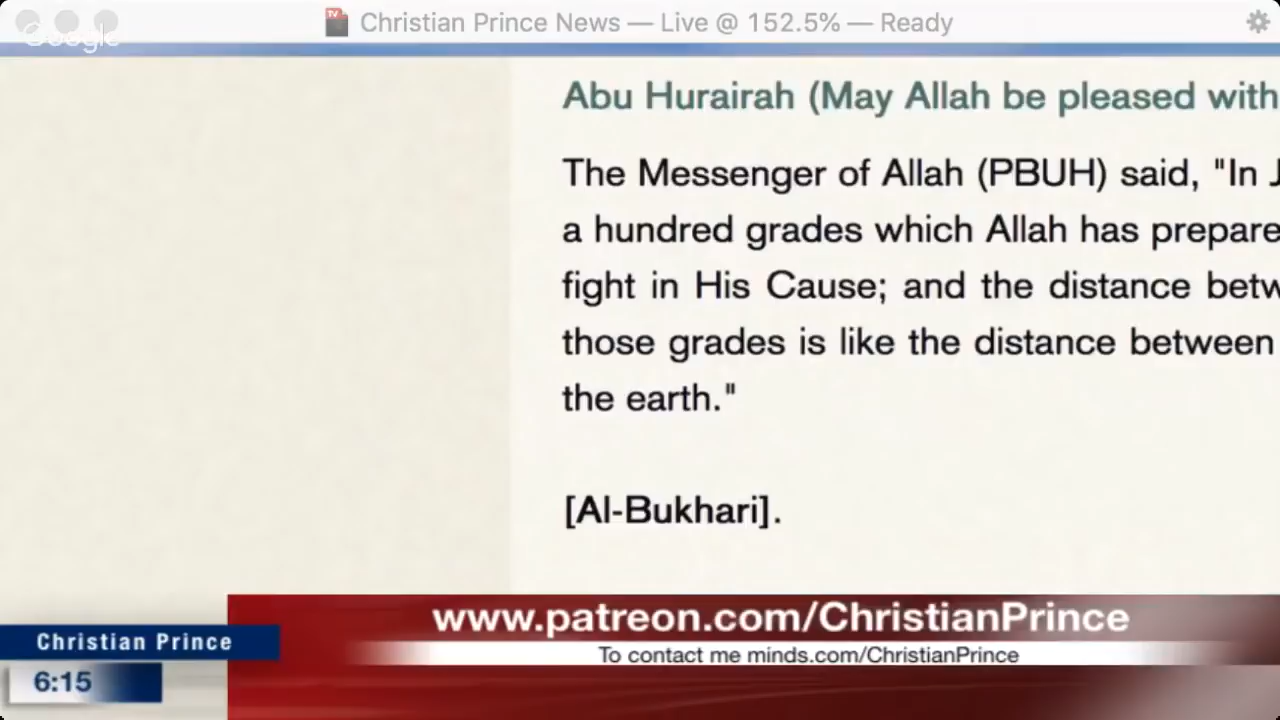 Christian Prince News — Live @ 152.5% — Ready
Google
Abu Hurairah (May Allah be pleased with
The Messenger of Allah (PBUH) said, "In
a hundred grades which Allah has prepare
fight in His Cause; and the distance betw
those grades is like the distance between
the earth."
[Al-Bukhari].
www.patreon.com/ChristianPrince
Christian Prince
To contact me minds.com/ChristianPrince
6:15